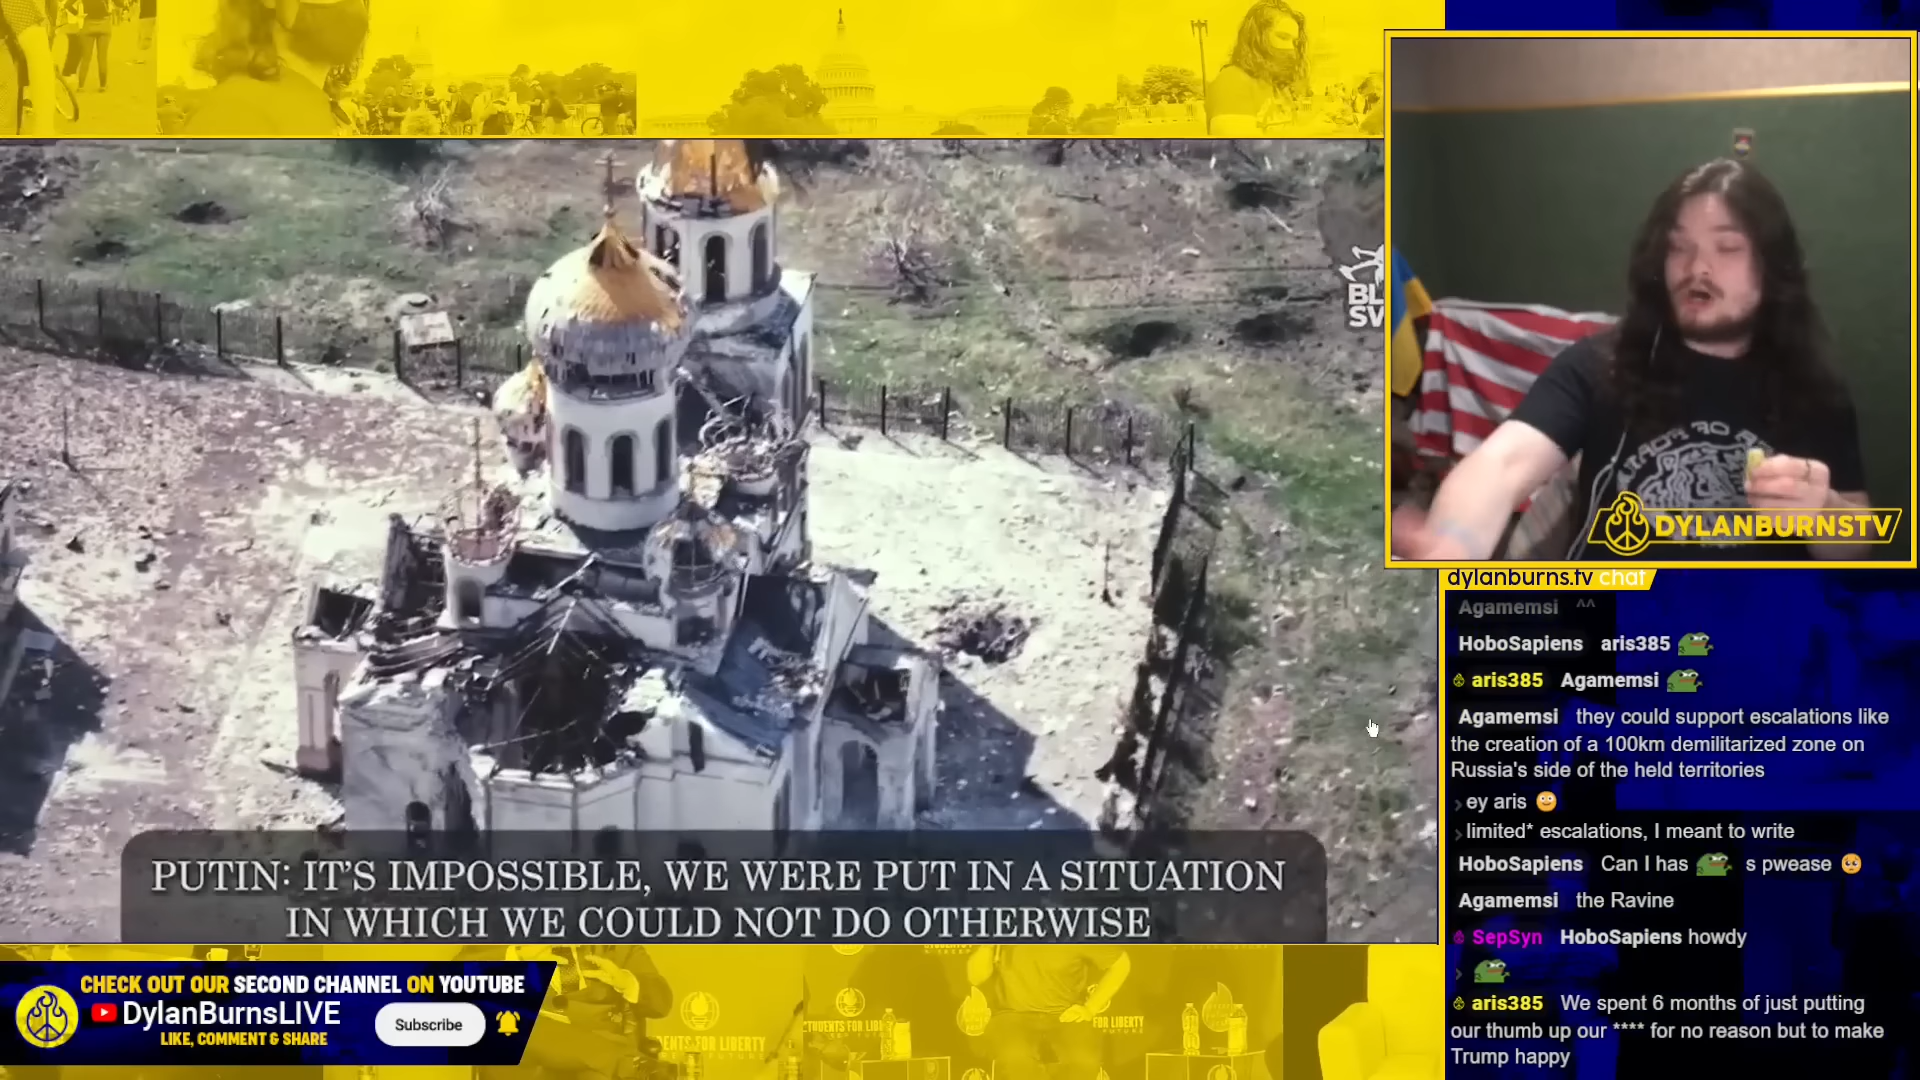 BL
SV
PUTIN: IT'S IMPOSSIBLE, WE WERE PUT IN A SITUATION
IN WHICH WE COULD NOT DO OTHERWISE
DYLANBURNSTV
dylanburns.tv chat
Agamemsi ^^
HoboSapiens aris385
aris385 Agamemsi
Agamemsi they could support escalations like
the creation of a 100km demilitarized zone on
Russia's side of the held territories
ey aris
limited* escalations, I meant to write
HoboSapiens Can I has s pwease
Agamemsi the Ravine
SepSyn HoboSapiens howdy
aris385 We spent 6 months of just putting
our thumb up our **** for no reason but to make
Trump happy
CHECK OUT OUR SECOND CHANNEL ON YOUTUBE
DylanBurnsLIVE
Subscribe
LIKE, COMMENT & SHARE
FOR LIBERTY